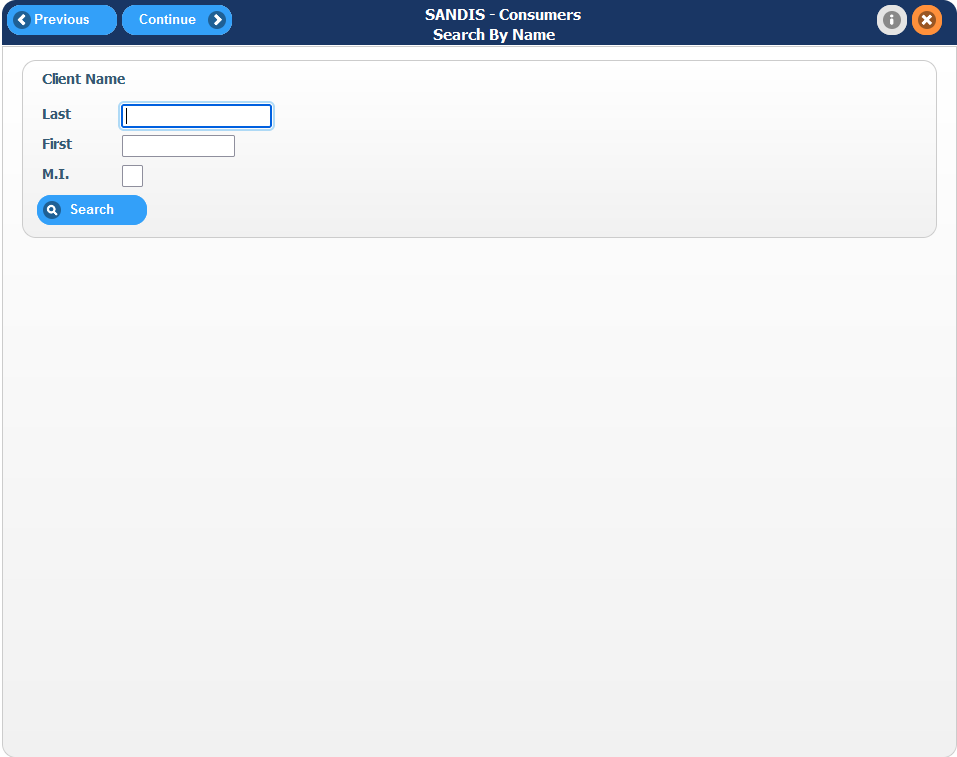 Previous
Continue
SANDIS - Consumers
Search By Name
Client Name
Last
First
M.I.
Search